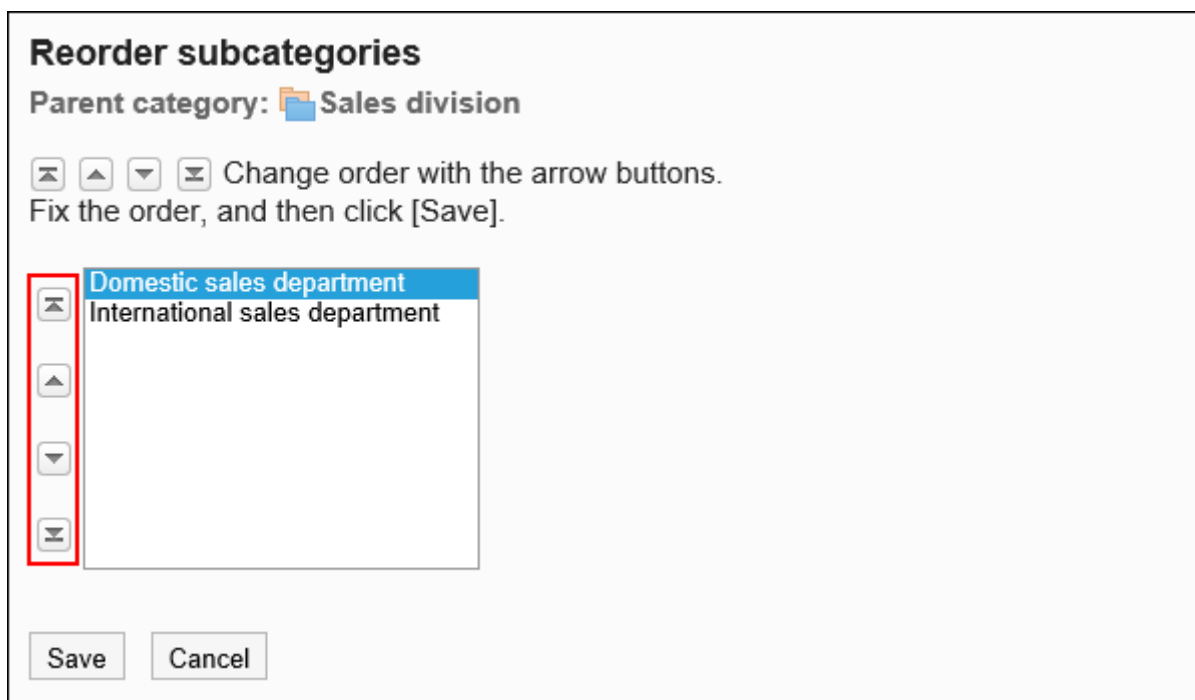 Reorder subcategories
Parent category: Sales division
Change order with the arrow buttons.
Fix the order, and then click [Save].
Domestic sales department
International sales department
Save Cancel